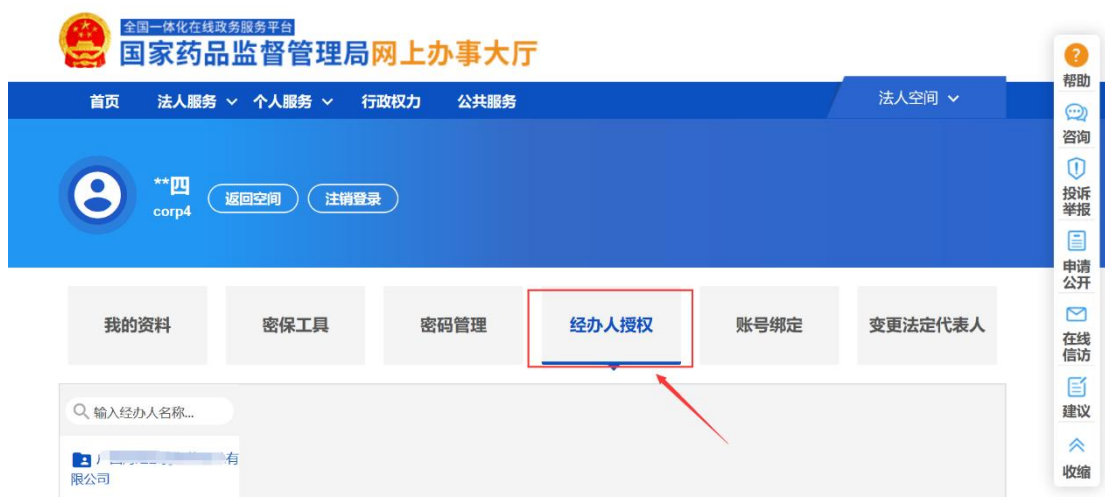 全国一体化在线政务服务平台
国家药品监督管理局网上办事大厅
首页 法人服务 个人服务 行政权力 公共服务 法人空间
**四
corp4
返回空间 注销登录
我的资料 密保工具 密码管理 经办人授权 账号绑定 变更法定代表人
输入经办人名称...
有
限公司
?
帮助
咨询
投诉
举报
申请
公开
在线
信访
建议
收缩